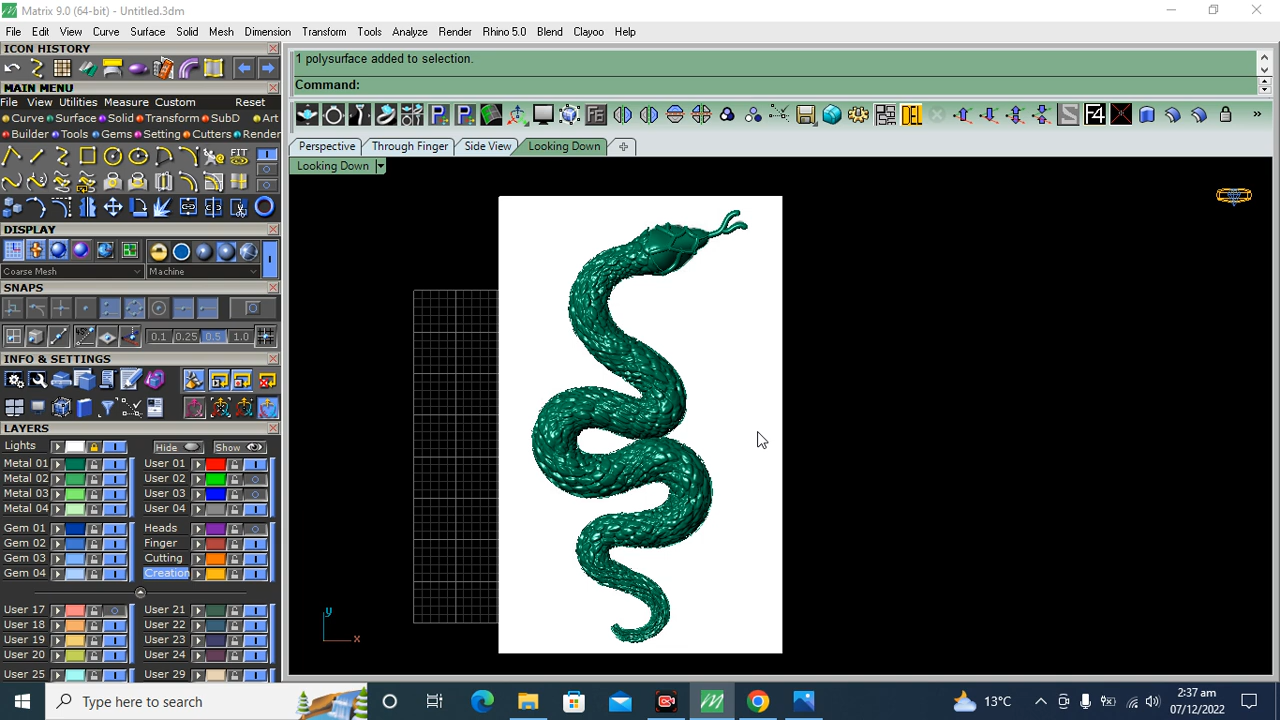 Matrix 9.0 (64-bit) - Untitled.3dm
File Edit View Curve Surface Solid Mesh Dimension Transform Tools Analyze Render Rhino 5.0 Blend Clayoo Help
ICON HISTORY
MAIN MENU
File View Utilities Measure Custom Reset
Curve Surface Solid Transform SubD Art
Builder Tools Gems Setting Cutters Render
FIT
DISPLAY
Coarse Mesh Machine
SNAPS
0.1 0.25 0.5 1.0
INFO & SETTINGS
LAYERS
Lights Hide Show
Metal 01 User 01
Metal 02 User 02
Metal 03 User 03
Metal 04 User 04
Gem 01 Heads
Gem 02 Finger
Gem 03 Cutting
Gem 04 Creation
User 17 User 21
User 18 User 22
User 19 User 23
User 20 User 24
User 25 User 29
1 polysurface added to selection.
Command:
P P FE DEL S F4 »
Perspective Through Finger Side View Looking Down
Looking Down
y
x
Type here to search
13°C
2:37 am
07/12/2022